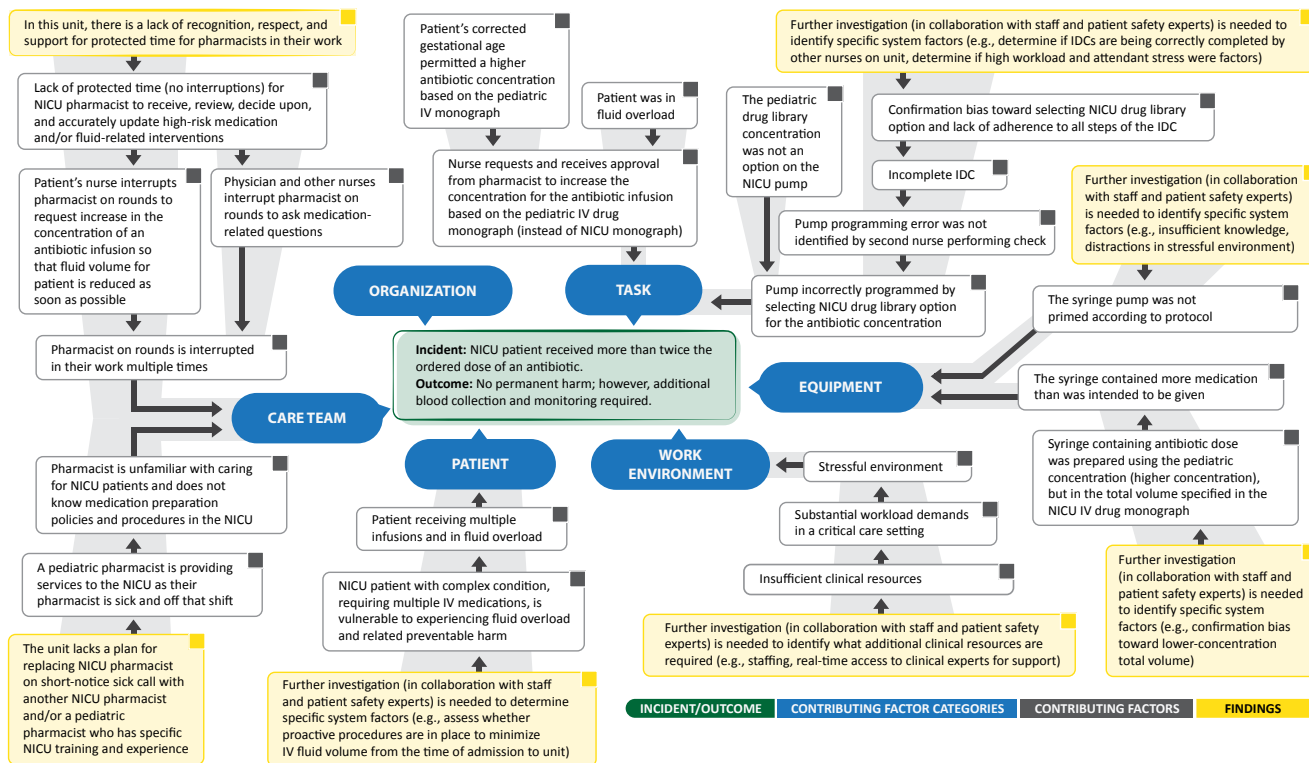 In this unit, there is a lack of recognition, respect, and
support for protected time for pharmacists in their work
Lack of protected time (no interruptions) for
NICU pharmacist to receive, review, decide upon,
and accurately update high-risk medication
and/or fluid-related interventions
Patient's nurse interrupts
pharmacist on rounds to
request increase in the
concentration of an
antibiotic infusion so
that fluid volume for
patient is reduced as
soon as possible
Physician and other nurses
interrupt pharmacist on
rounds to ask medication-
related questions
Pharmacist on rounds is interrupted
in their work multiple times
Patient's corrected
gestational age
permitted a higher
antibiotic concentration
based on the pediatric
IV monograph
Patient was in
fluid overload
Nurse requests and receives approval
from pharmacist to increase the
concentration for the antibiotic infusion
based on the pediatric IV drug
monograph (instead of NICU monograph)
The pediatric
drug library
concentration
was not an
option on the
NICU pump
Further investigation (in collaboration with staff and patient safety experts) is needed to
identify specific system factors (e.g., determine if IDCs are being correctly completed by
other nurses on unit, determine if high workload and attendant stress were factors)
Confirmation bias toward selecting NICU drug library
option and lack of adherence to all steps of the IDC
Incomplete IDC
Pump programming error was not
identified by second nurse performing check
Pump incorrectly programmed by
selecting NICU drug library option
for the antibiotic concentration
Further investigation (in collaboration
with staff and patient safety experts)
is needed to identify specific system
factors (e.g., insufficient knowledge,
distractions in stressful environment)
The syringe pump was not
primed according to protocol
The syringe contained more medication
than was intended to be given
Syringe containing antibiotic dose
was prepared using the pediatric
concentration (higher concentration),
but in the total volume specified in the
NICU IV drug monograph
Further investigation
(in collaboration with staff and
patient safety experts) is needed
to identify specific system
factors (e.g., confirmation bias
toward lower-concentration
total volume)
ORGANIZATION
TASK
Incident: NICU patient received more than twice the
ordered dose of an antibiotic.
Outcome: No permanent harm; however, additional
blood collection and monitoring required.
EQUIPMENT
CARE TEAM
PATIENT
WORK
ENVIRONMENT
Pharmacist is unfamiliar with caring
for NICU patients and does not
know medication preparation
policies and procedures in the NICU
A pediatric pharmacist is providing
services to the NICU as their
pharmacist is sick and off that shift
The unit lacks a plan for
replacing NICU pharmacist
on short-notice sick call with
another NICU pharmacist
and/or a pediatric
pharmacist who has specific
NICU training and experience
Patient receiving multiple
infusions and in fluid overload
NICU patient with complex condition,
requiring multiple IV medications, is
vulnerable to experiencing fluid overload
and related preventable harm
Further investigation (in collaboration with staff
and patient safety experts) is needed to determine
specific system factors (e.g., assess whether
proactive procedures are in place to minimize
IV fluid volume from the time of admission to unit)
Stressful environment
Substantial workload demands
in a critical care setting
Insufficient clinical resources
Further investigation (in collaboration with staff and patient safety
experts) is needed to identify what additional clinical resources are
required (e.g., staffing, real-time access to clinical experts for support)
INCIDENT/OUTCOME
CONTRIBUTING FACTOR CATEGORIES
CONTRIBUTING FACTORS
FINDINGS